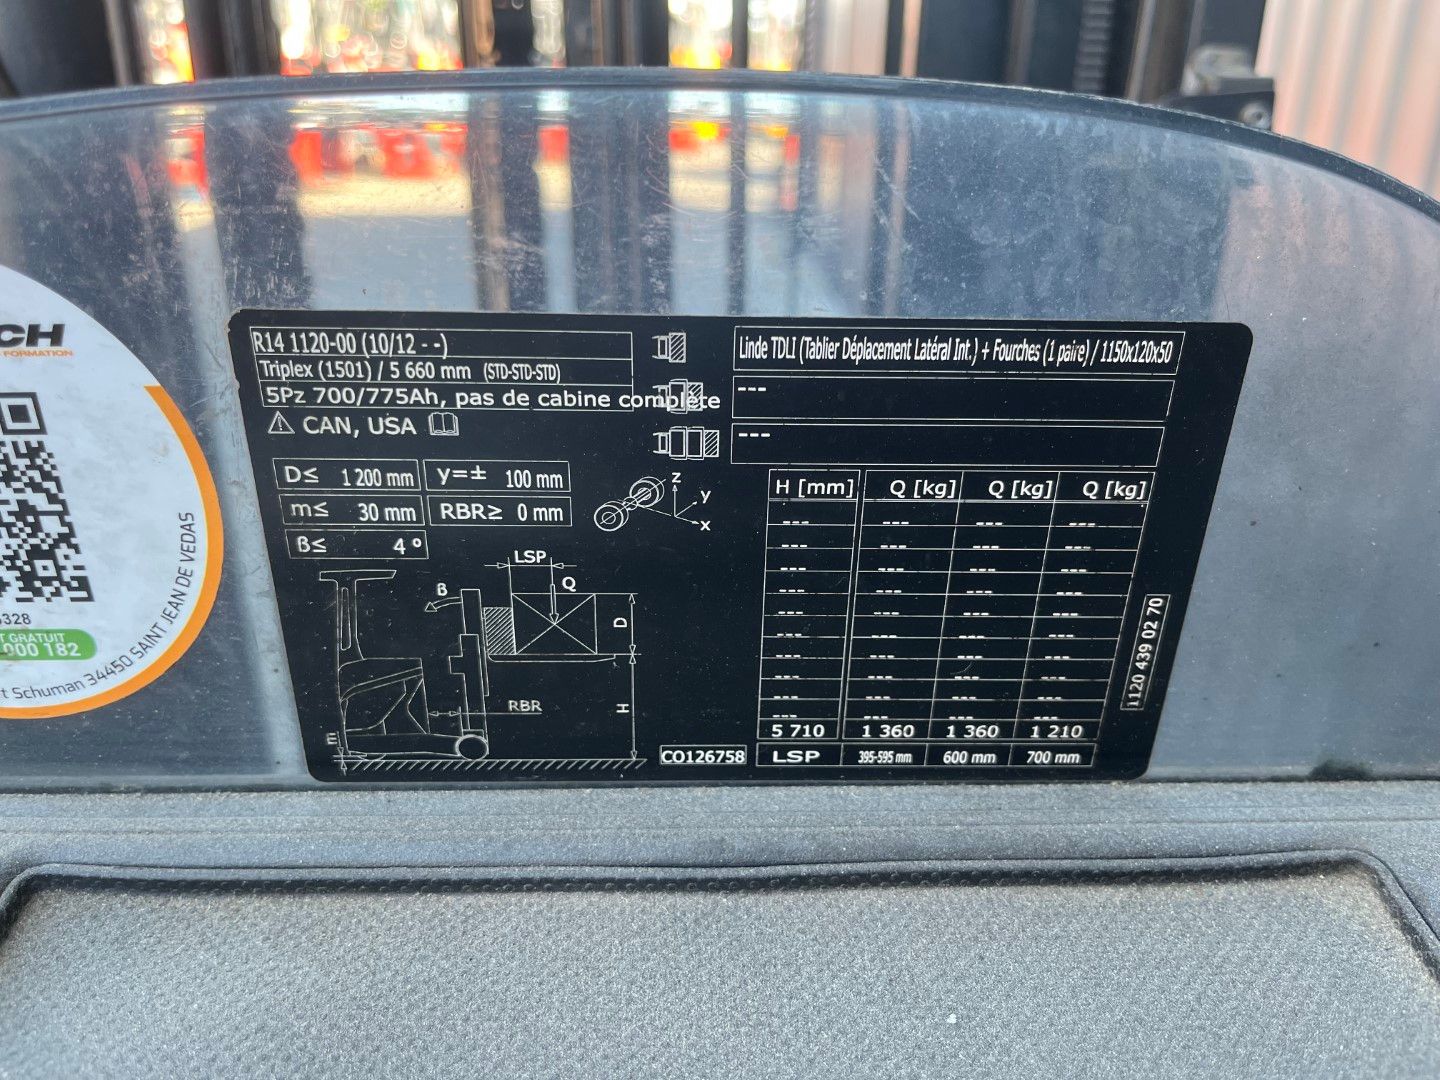 CH
FORMATION
328
T GRATUIT
000 182
t Schuman 34450 SAINT JEAN DE VEDAS
R14 1120-00 (10/12 - -)
Triplex (1501) / 5 660 mm (STD-STD-STD)
5Pz 700/775Ah, pas de cabine complète
CAN, USA
D≤ 1 200 mm y=± 100 mm
m≤ 30 mm RBR≥ 0 mm
ß≤ 4°
z
y
x
LSP
ß
Q
D
RBR
H
E
CO126758
Linde TDLI (Tablier Déplacement Latéral Int.) + Fourches (1 paire) / 1150x120x50
---
---
H [mm] Q [kg] Q [kg] Q [kg]
--- --- --- ---
--- --- --- ---
--- --- --- ---
--- --- --- ---
--- --- --- ---
--- --- --- ---
--- --- --- ---
--- --- --- ---
--- --- --- ---
--- --- --- ---
5 710 1 360 1 360 1 210
LSP 395-595 mm 600 mm 700 mm
1120 439 02 70